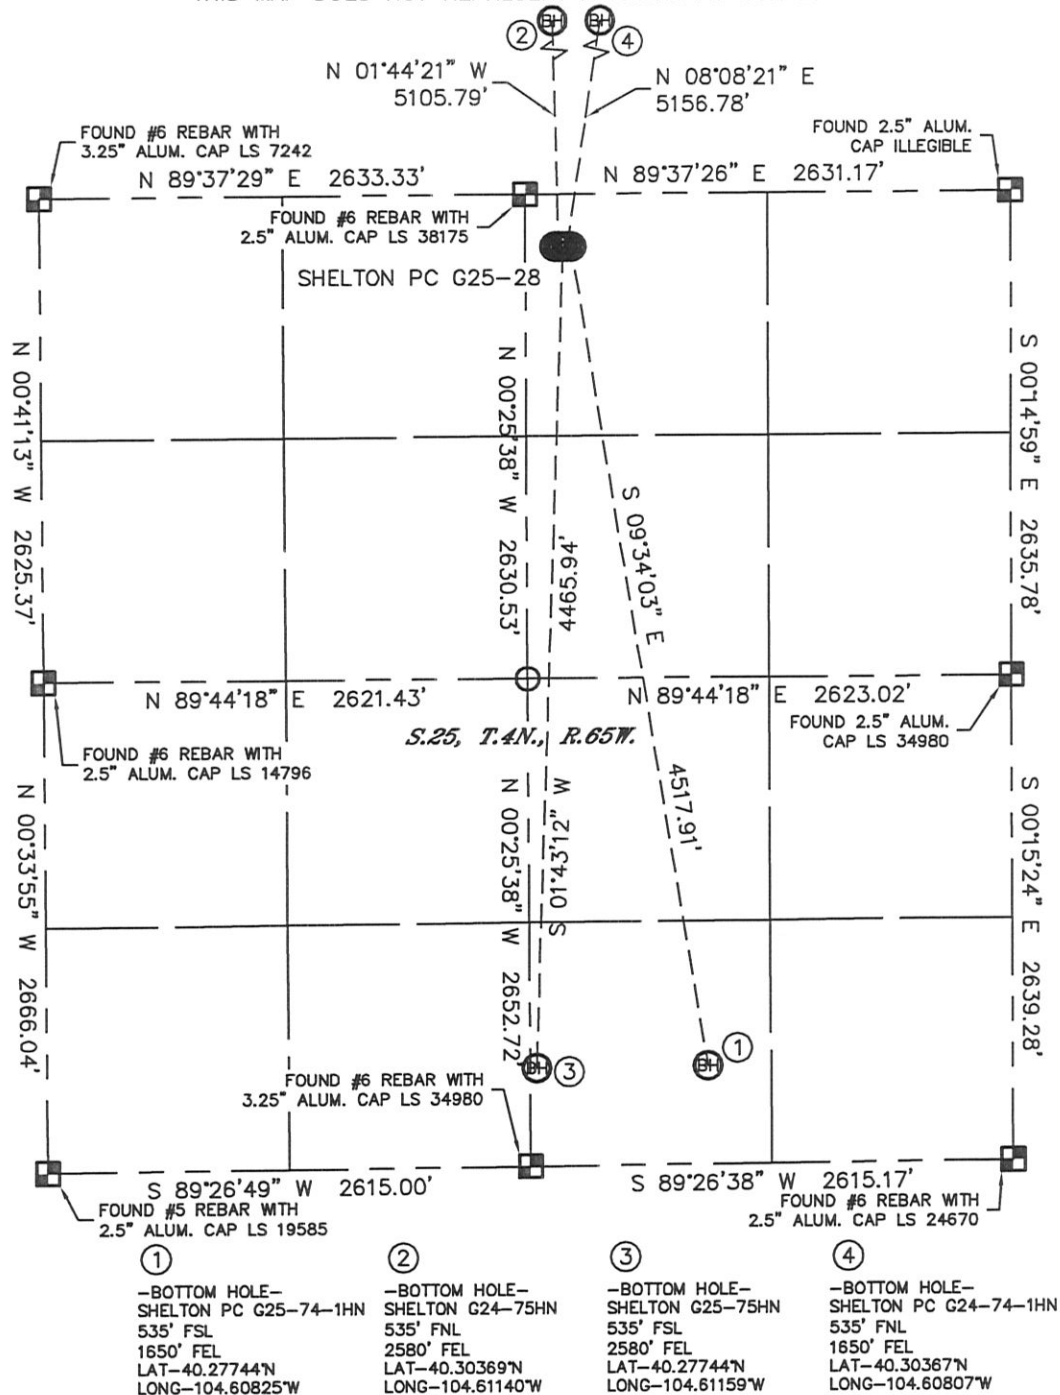 BH
BH
2
4
N 01°44'21" W
5105.79'
N 08°08'21" E
5156.78'
FOUND #6 REBAR WITH
3.25" ALUM. CAP LS 7242
FOUND 2.5" ALUM.
CAP ILLEGIBLE
N 89°37'29" E 2633.33'
N 89°37'26" E 2631.17'
FOUND #6 REBAR WITH
2.5" ALUM. CAP LS 38175
SHELTON PC G25-28
N 00°41'13" W 2625.37'
N 00°25'38" W 2630.53'
4465.94'
S 09°34'03" E
S 00°14'59" E 2635.78'
N 89°44'18" E 2621.43'
N 89°44'18" E 2623.02'
S.25, T.4N., R.65W.
FOUND 2.5" ALUM.
CAP LS 34980
FOUND #6 REBAR WITH
2.5" ALUM. CAP LS 14796
N 00°33'55" W 2666.04'
N 00°25'38" W 2652.72'
S 01°43'12" W
4517.91'
S 00°15'24" E 2639.28'
BH
3
BH
1
FOUND #6 REBAR WITH
3.25" ALUM. CAP LS 34980
S 89°26'49" W 2615.00'
S 89°26'38" W 2615.17'
FOUND #5 REBAR WITH
2.5" ALUM. CAP LS 19585
FOUND #6 REBAR WITH
2.5" ALUM. CAP LS 24670
1
-BOTTOM HOLE-
SHELTON PC G25-74-1HN
535' FSL
1650' FEL
LAT-40.27744°N
LONG-104.60825°W
2
-BOTTOM HOLE-
SHELTON G24-75HN
535' FNL
2580' FEL
LAT-40.30369°N
LONG-104.61140°W
3
-BOTTOM HOLE-
SHELTON G25-75HN
535' FSL
2580' FEL
LAT-40.27744°N
LONG-104.61159°W
4
-BOTTOM HOLE-
SHELTON PC G24-74-1HN
535' FNL
1650' FEL
LAT-40.30367°N
LONG-104.60807°W